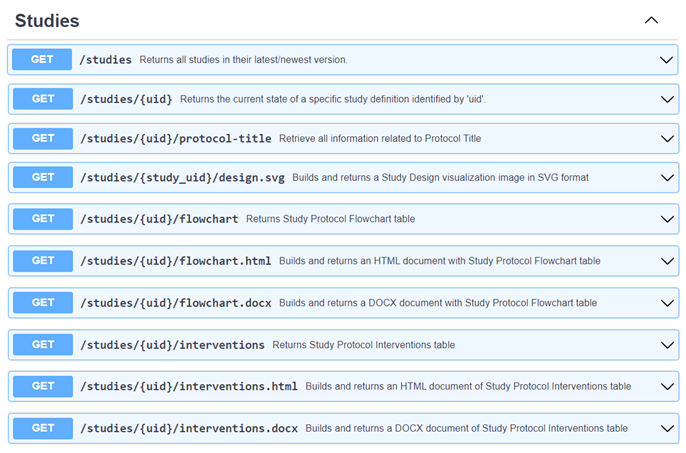 Studies
GET /studies Returns all studies in their latest/newest version.
GET /studies/{uid} Returns the current state of a specific study definition identified by 'uid'.
GET /studies/{uid}/protocol-title Retrieve all information related to Protocol Title
GET /studies/{study_uid}/design.svg Builds and returns a Study Design visualization image in SVG format
GET /studies/{uid}/flowchart Returns Study Protocol Flowchart table
GET /studies/{uid}/flowchart.html Builds and returns an HTML document with Study Protocol Flowchart table
GET /studies/{uid}/flowchart.docx Builds and returns a DOCX document with Study Protocol Flowchart table
GET /studies/{uid}/interventions Returns Study Protocol Interventions table
GET /studies/{uid}/interventions.html Builds and returns an HTML document of Study Protocol Interventions table
GET /studies/{uid}/interventions.docx Builds and returns a DOCX document of Study Protocol Interventions table